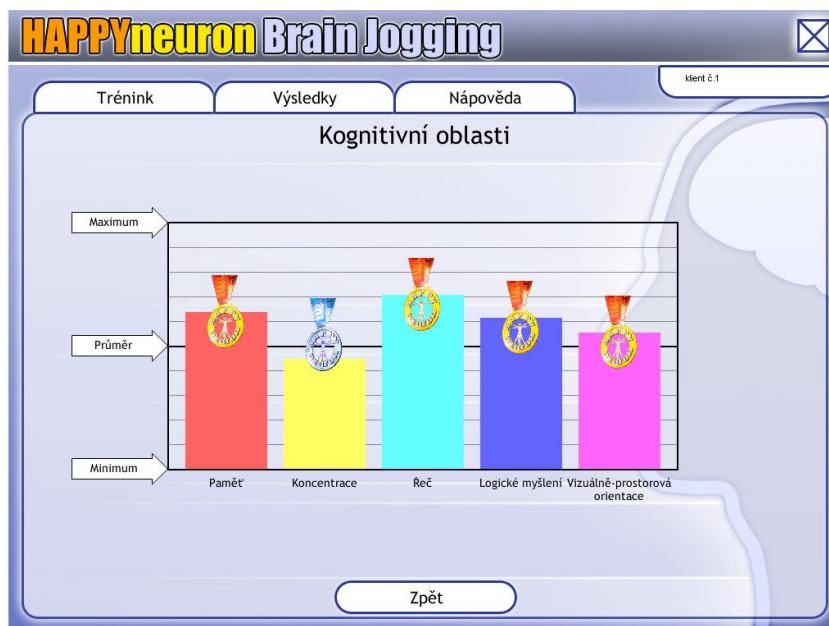 HAPPYneuron Brain Jogging
klient č.1
Trénink
Výsledky
Nápověda
Kognitivní oblasti
Maximum
Průměr
Minimum
Paměť
Koncentrace
Řeč
Logické myšlení
Vizuálně-prostorová
orientace
Zpět